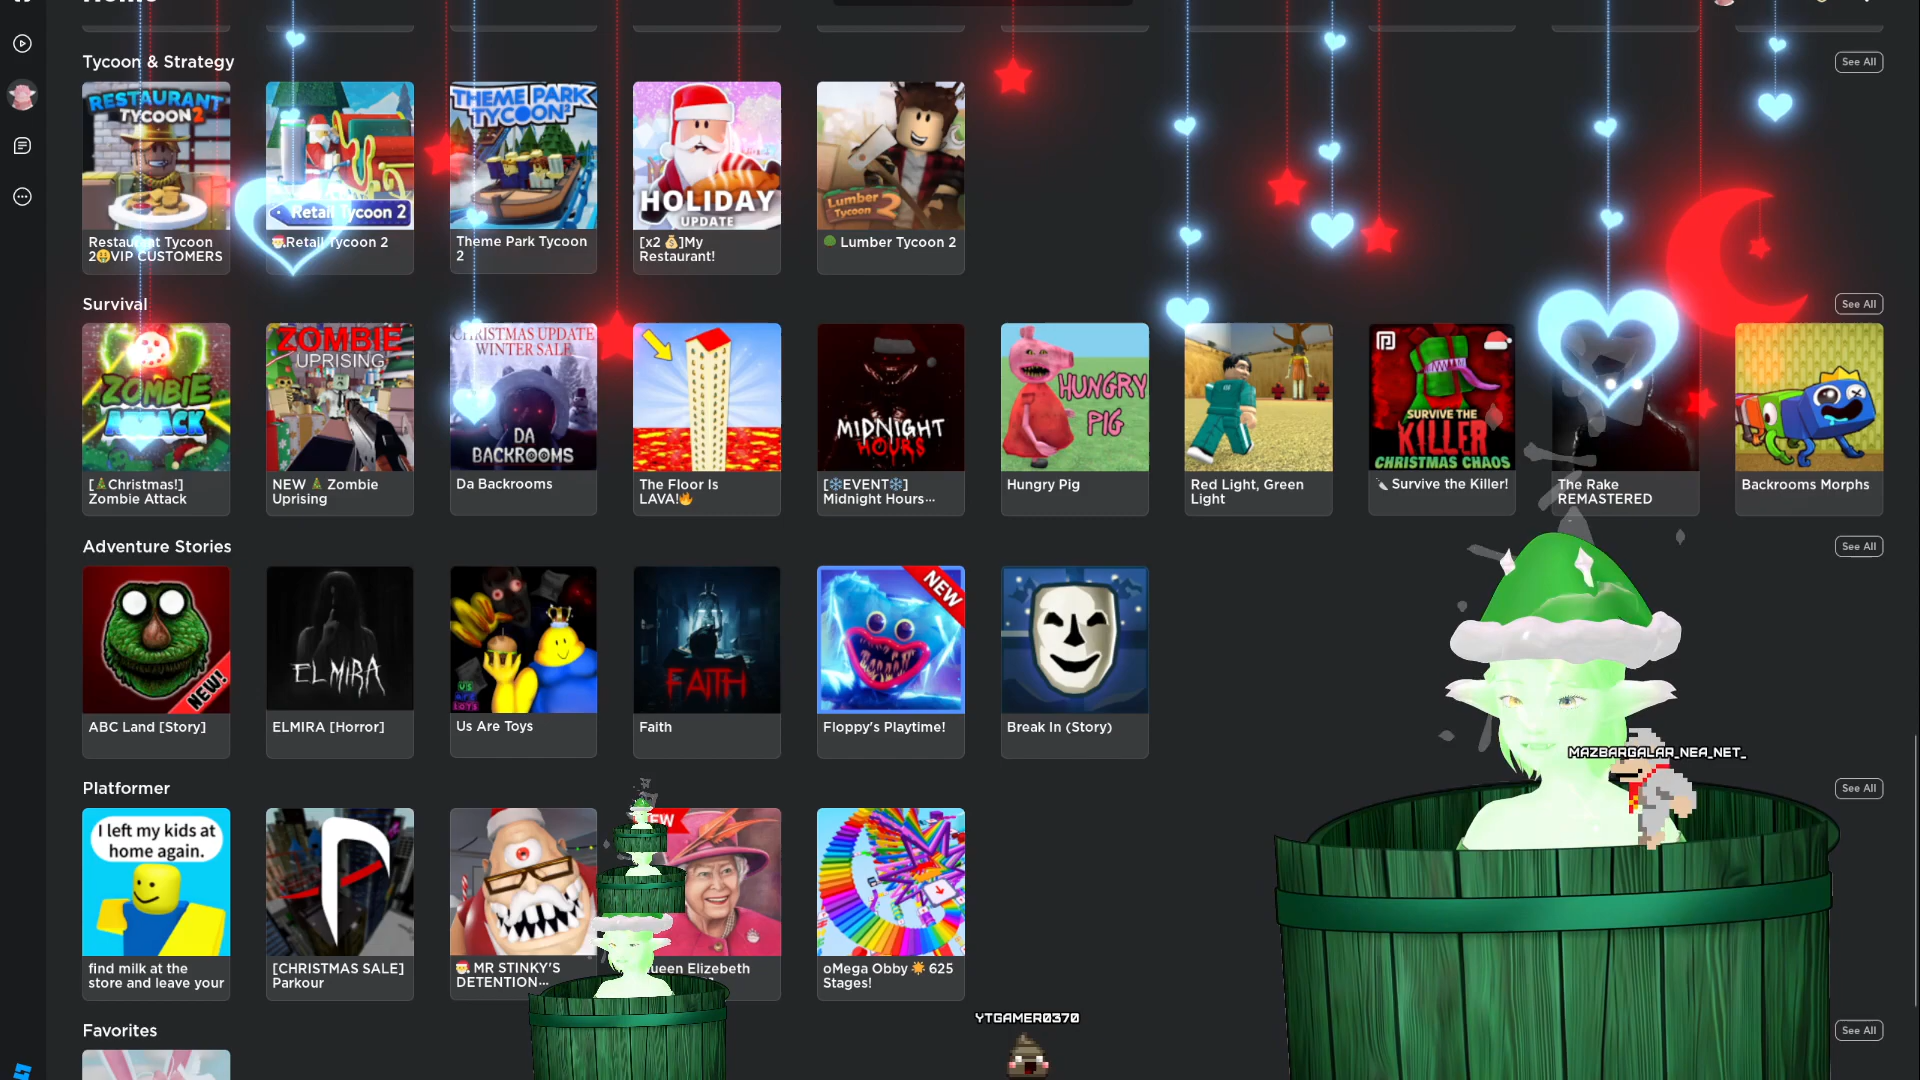 Home
Tycoon & Strategy
See All
RESTAURANT
TYCOON 2
Retail Tycoon 2
THEME PARK
TYCOON 2
HOLIDAY
UPDATE
Lumber
Tycoon 2
Restaurant Tycoon
2🤑VIP CUSTOMERS
🎅Retail Tycoon 2
Theme Park Tycoon
2
[x2 💰]My
Restaurant!
Lumber Tycoon 2
Survival
See All
ZOMBIE
ATTACK
ZOMBIE
UPRISING
CHRISTMAS UPDATE
WINTER SALE
DA
BACKROOMS
MIDNIGHT
HOURS
HUNGRY
PIG
SURVIVE THE
KILLER
CHRISTMAS CHAOS
[🎄Christmas!]
Zombie Attack
NEW 🎄 Zombie
Uprising
Da Backrooms
The Floor Is
LAVA!🔥
[❄️EVENT❄️]
Midnight Hours...
Hungry Pig
Red Light, Green
Light
🔪 Survive the Killer!
The Rake
REMASTERED
Backrooms Morphs
Adventure Stories
See All
NEW!
ELMIRA
US
ARE
TOYS
FAITH
NEW
ABC Land [Story]
ELMIRA [Horror]
Us Are Toys
Faith
Floppy's Playtime!
Break In (Story)
MAZBARGALAR_NEA_NET_
Platformer
See All
I left my kids at
home again.
find milk at the
store and leave your
[CHRISTMAS SALE]
Parkour
🎅 MR STINKY'S
DETENTION...
ueen Elizebeth
oMega Obby ☀️ 625
Stages!
YTGAMER0370
Favorites
See All